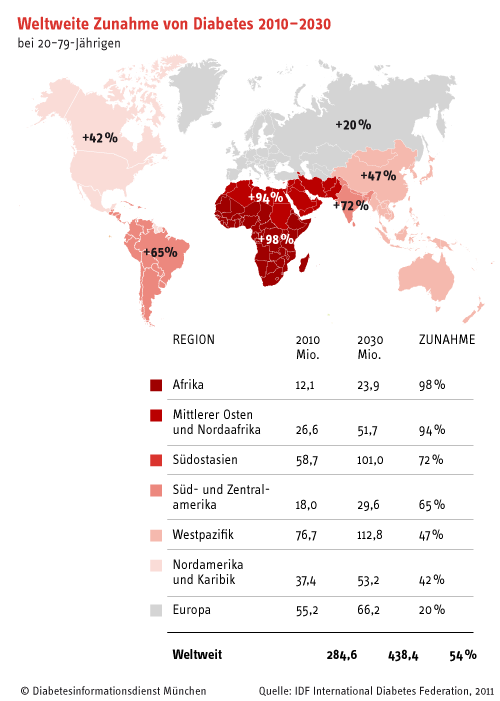 Weltweite Zunahme von Diabetes 2010–2030
bei 20–79-Jährigen
+42 %
+20 %
+47 %
+94 %
+72 %
+98 %
+65%
REGION 2010 2030 ZUNAHME
Mio. Mio.
Afrika 12,1 23,9 98 %
Mittlerer Osten
und Nordaafrika 26,6 51,7 94 %
Südostasien 58,7 101,0 72 %
Süd- und Zentral-
amerika 18,0 29,6 65 %
Westpazifik 76,7 112,8 47 %
Nordamerika
und Karibik 37,4 53,2 42 %
Europa 55,2 66,2 20 %
Weltweit 284,6 438,4 54 %
© Diabetesinformationsdienst München Quelle: IDF International Diabetes Federation, 2011